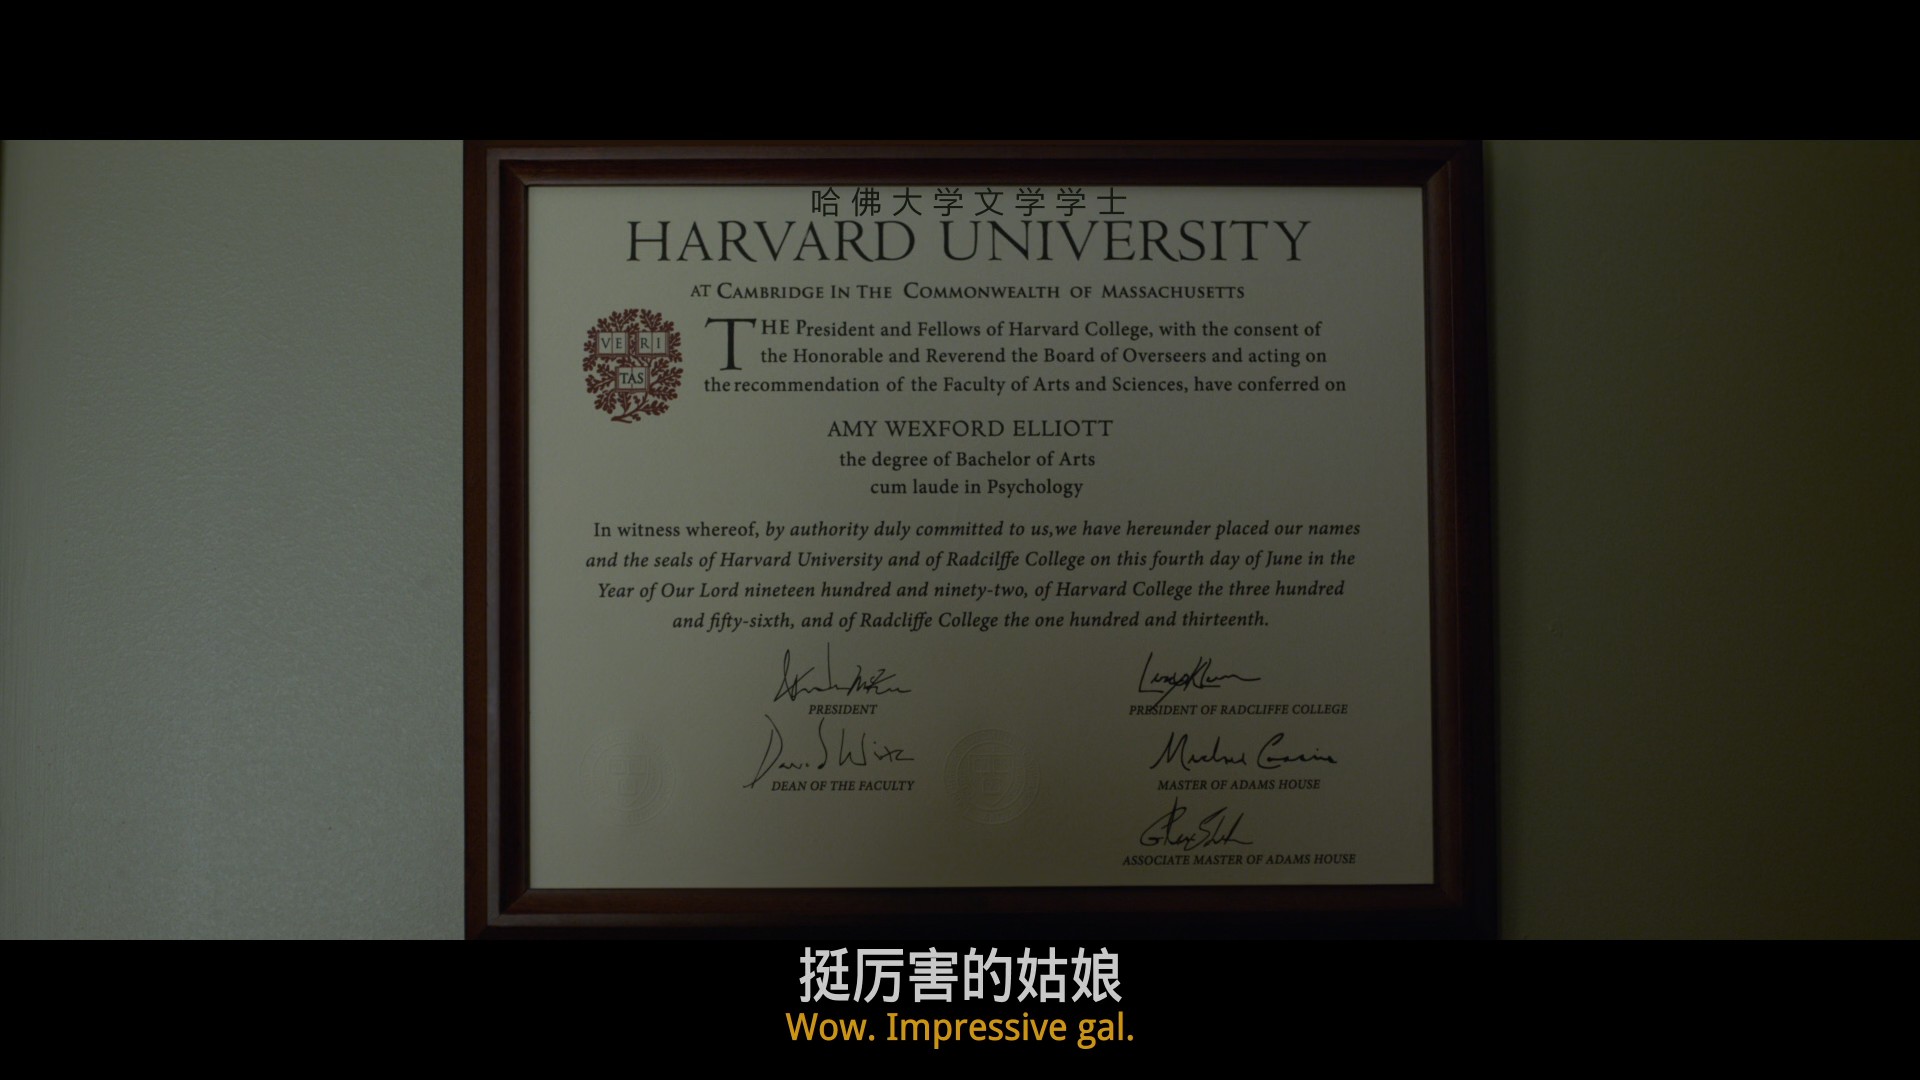 哈佛大学文学学士
HARVARD UNIVERSITY
AT CAMBRIDGE IN THE COMMONWEALTH OF MASSACHUSETTS
VE RI
TAS
THE President and Fellows of Harvard College, with the consent of
the Honorable and Reverend the Board of Overseers and acting on
the recommendation of the Faculty of Arts and Sciences, have conferred on
AMY WEXFORD ELLIOTT
the degree of Bachelor of Arts
cum laude in Psychology
In witness whereof, by authority duly committed to us,we have hereunder placed our names
and the seals of Harvard University and of Radcilffe College on this fourth day of June in the
Year of Our Lord nineteen hundred and ninety-two, of Harvard College the three hundred
and fifty-sixth, and of Radcliffe College the one hundred and thirteenth.
PRESIDENT
PRESIDENT OF RADCLIFFE COLLEGE
David
DEAN OF THE FACULTY
MASTER OF ADAMS HOUSE
ASSOCIATE MASTER OF ADAMS HOUSE
挺厉害的姑娘
Wow. Impressive gal.